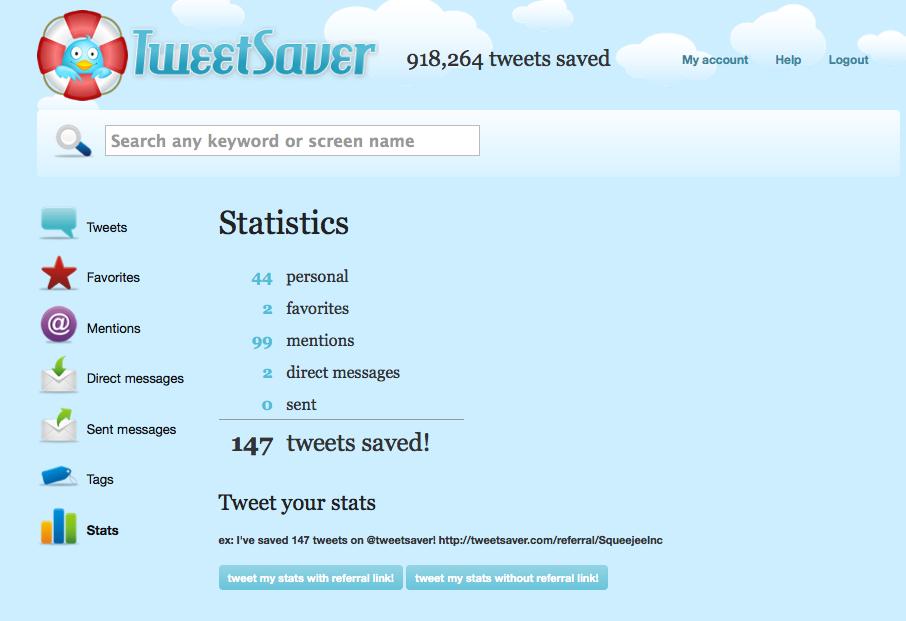 TweetSaver
918,264 tweets saved
My account Help Logout
Search any keyword or screen name
Tweets
Favorites
@
Mentions
Direct messages
Sent messages
Tags
Stats
Statistics
44 personal
2 favorites
99 mentions
2 direct messages
0 sent
147 tweets saved!
Tweet your stats
ex: I've saved 147 tweets on @tweetsaver! http://tweetsaver.com/referral/SqueejeeInc
tweet my stats with referral link! tweet my stats without referral link!